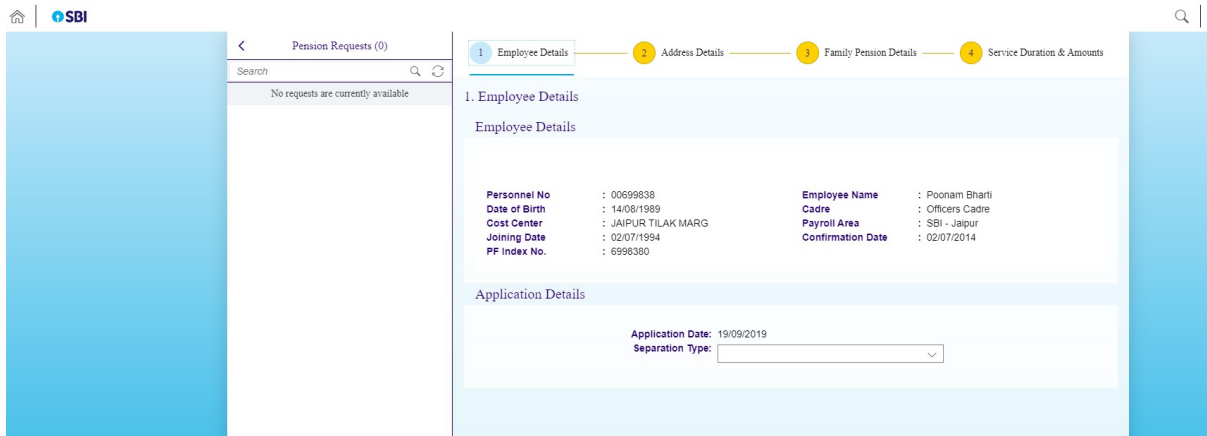 SBI
Pension Requests (0)
Search
No requests are currently available
1 Employee Details 2 Address Details 3 Family Pension Details 4 Service Duration & Amounts
1. Employee Details
Employee Details
Personnel No : 00699838 Employee Name : Poonam Bharti
Date of Birth : 14/08/1989 Cadre : Officers Cadre
Cost Center : JAIPUR TILAK MARG Payroll Area : SBI - Jaipur
Joining Date : 02/07/1994 Confirmation Date : 02/07/2014
PF Index No. : 6998380
Application Details
Application Date: 19/09/2019
Separation Type: